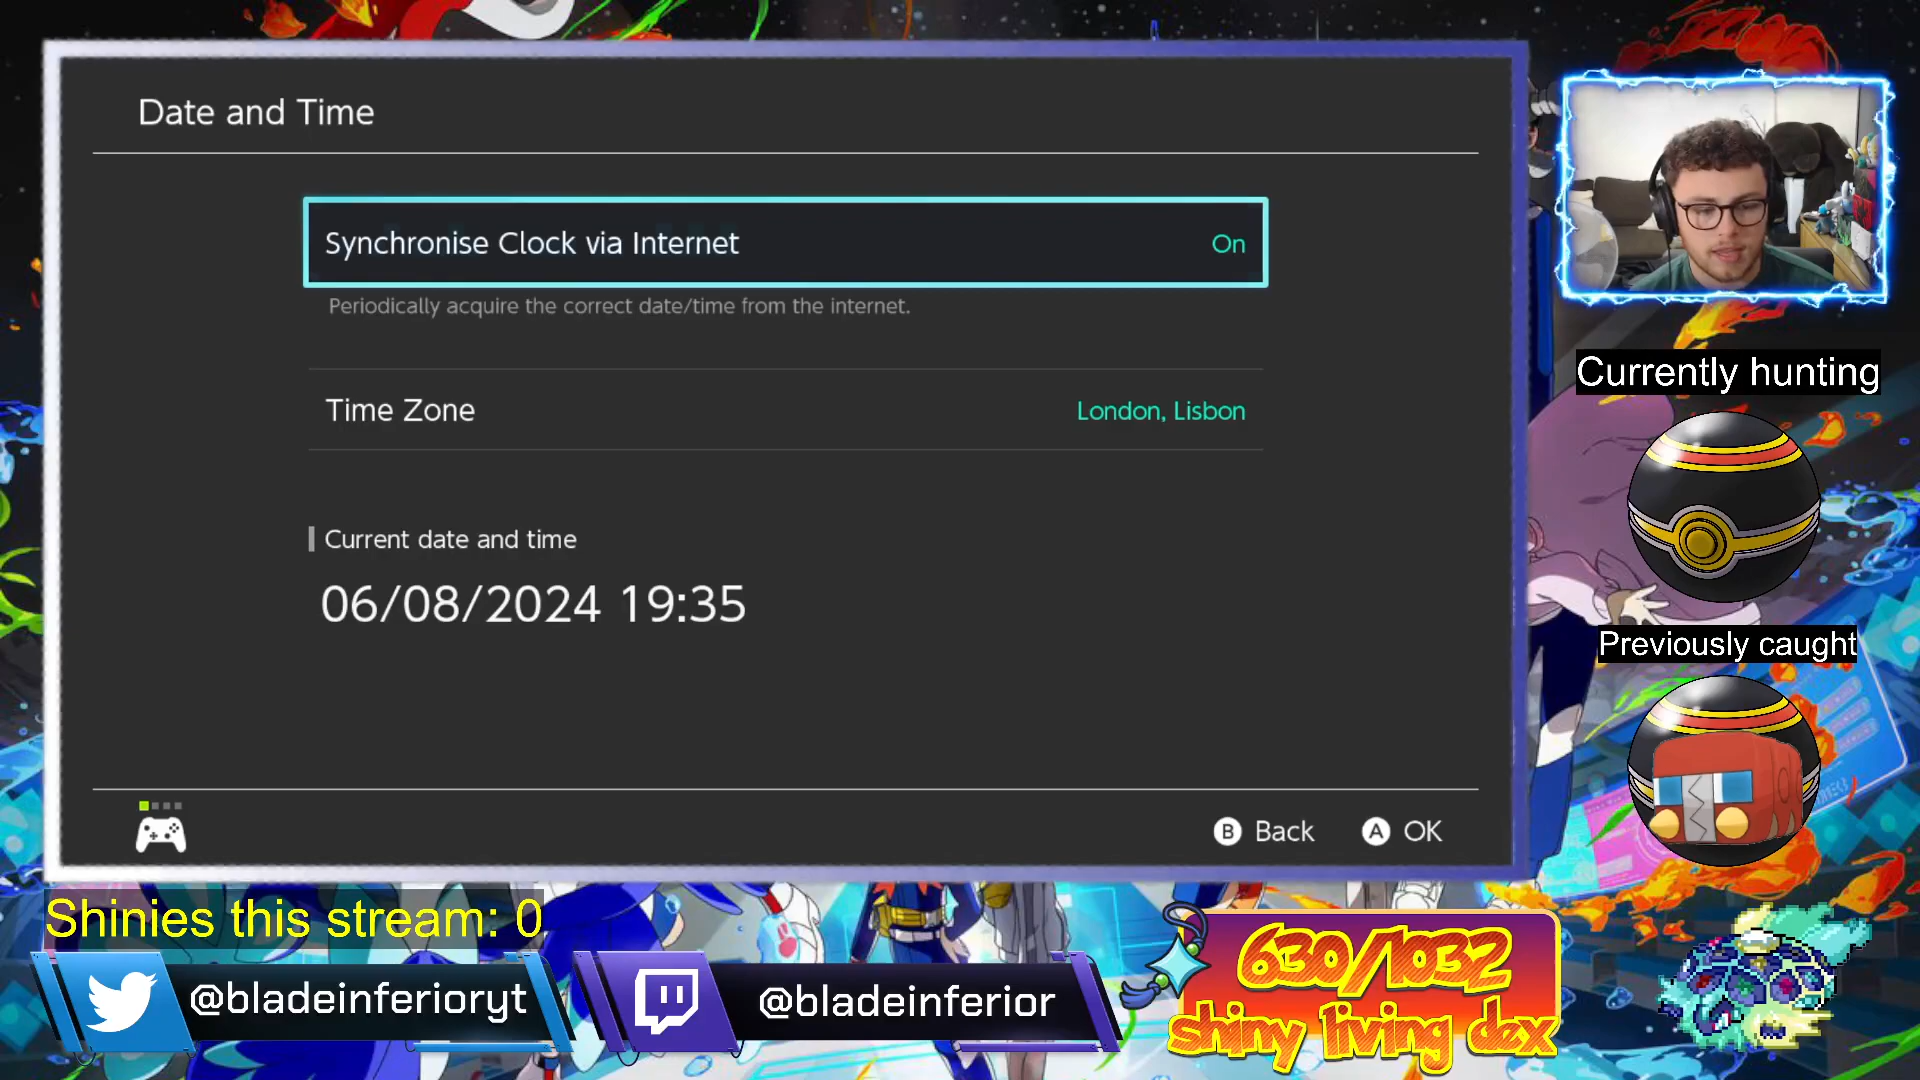 Date and Time
Synchronise Clock via Internet On
Periodically acquire the correct date/time from the internet.
Time Zone London, Lisbon
Current date and time
06/08/2024 19:35
B Back A OK
Currently hunting
Previously caught
Shinies this stream: 0
@bladeinferioryt
@bladeinferior
630/1032
shiny living dex